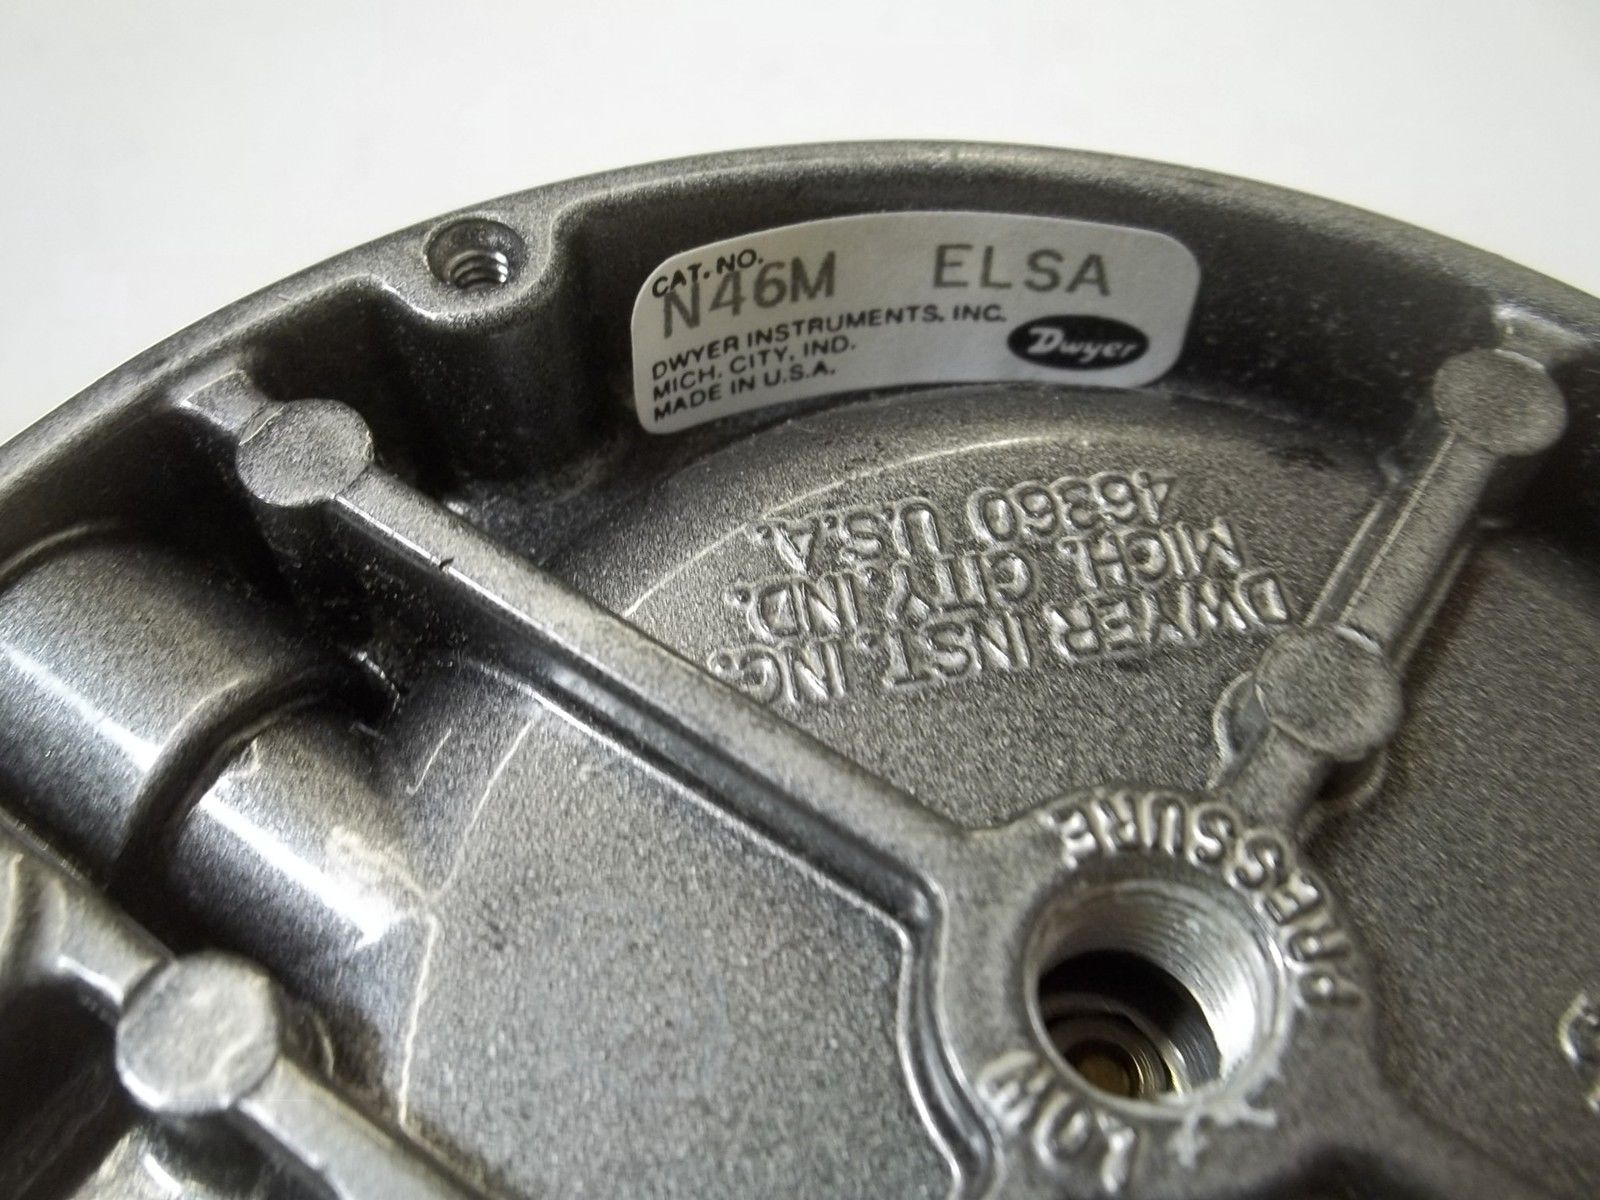 CAT. NO.
N46M ELSA
DWYER INSTRUMENTS, INC.
MICH. CITY, IND.
MADE IN U.S.A.
Dwyer
DWYER INST. INC.
MICH. CITY, IND.
46360 U.S.A.
LOW PRESSURE